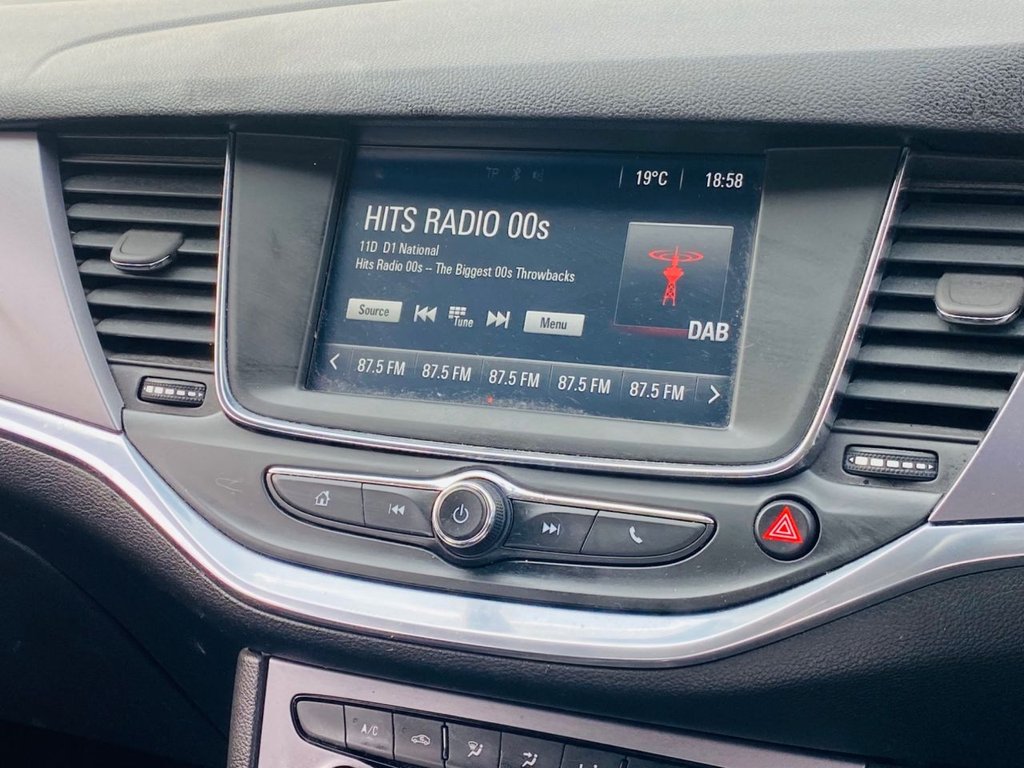 TP
19°C 18:58
HITS RADIO 00s
11D D1 National
Hits Radio 00s -- The Biggest 00s Throwbacks
Source Tune Menu
DAB
87.5 FM 87.5 FM 87.5 FM 87.5 FM 87.5 FM
A/C